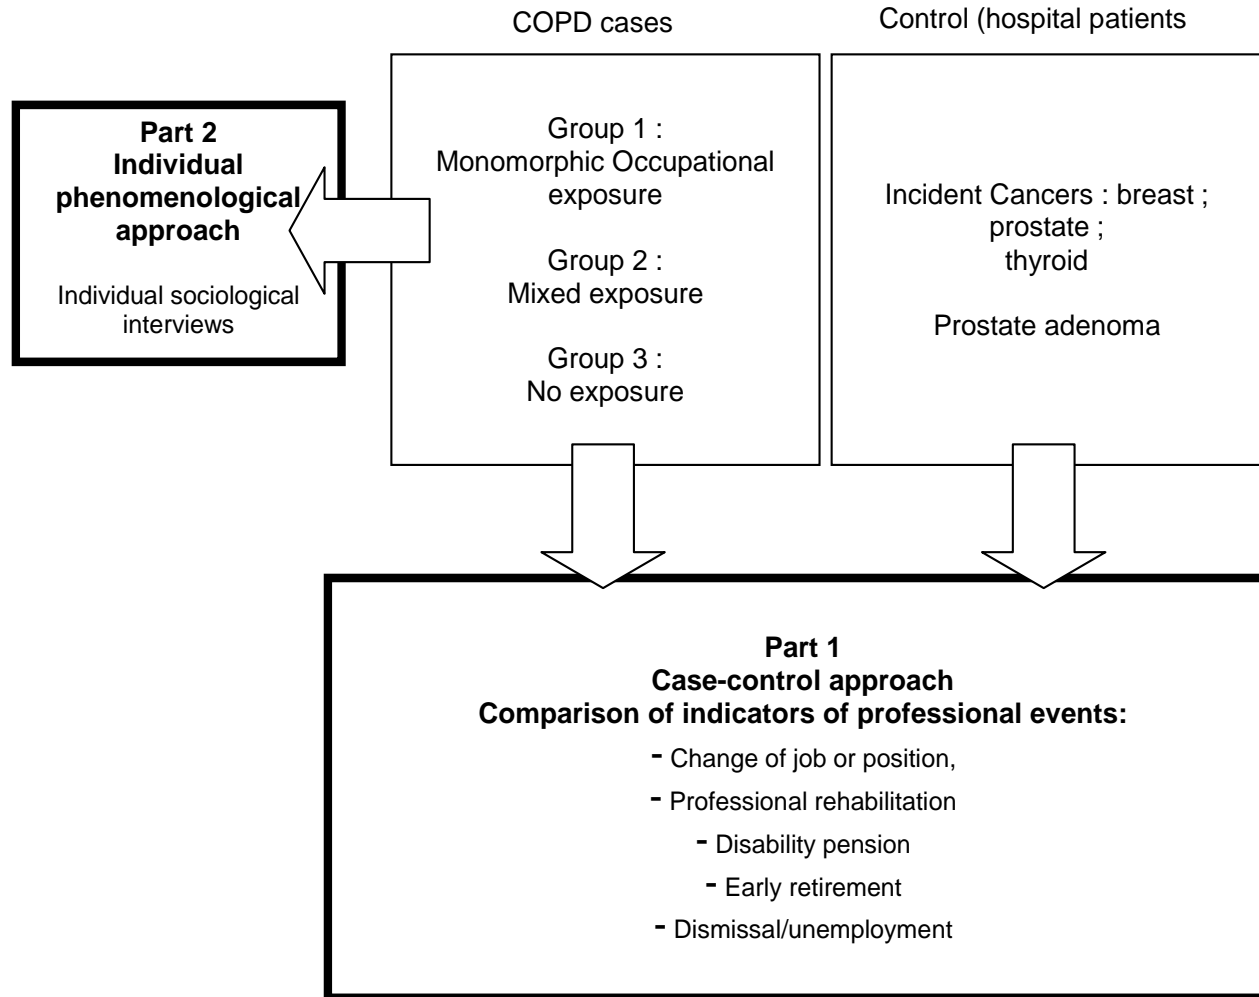 COPD cases
Control (hospital patients
Part 2
Individual
phenomenological
approach
Individual sociological
interviews
Group 1 :
Monomorphic Occupational
exposure
Group 2 :
Mixed exposure
Group 3 :
No exposure
Incident Cancers : breast ;
prostate ;
thyroid
Prostate adenoma
Part 1
Case-control approach
Comparison of indicators of professional events:
- Change of job or position,
- Professional rehabilitation
- Disability pension
- Early retirement
- Dismissal/unemployment